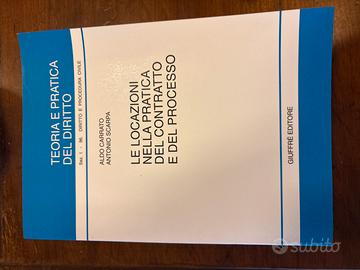 TEORIA E PRATICA
DEL DIRITTO
Sez. I - 36. DIRITTO E PROCEDURA CIVILE
ALDO CARRATO
ANTONIO SCARPA
LE LOCAZIONI
NELLA PRATICA
DEL CONTRATTO
E DEL PROCESSO
GIUFFRÈ EDITORE
subito